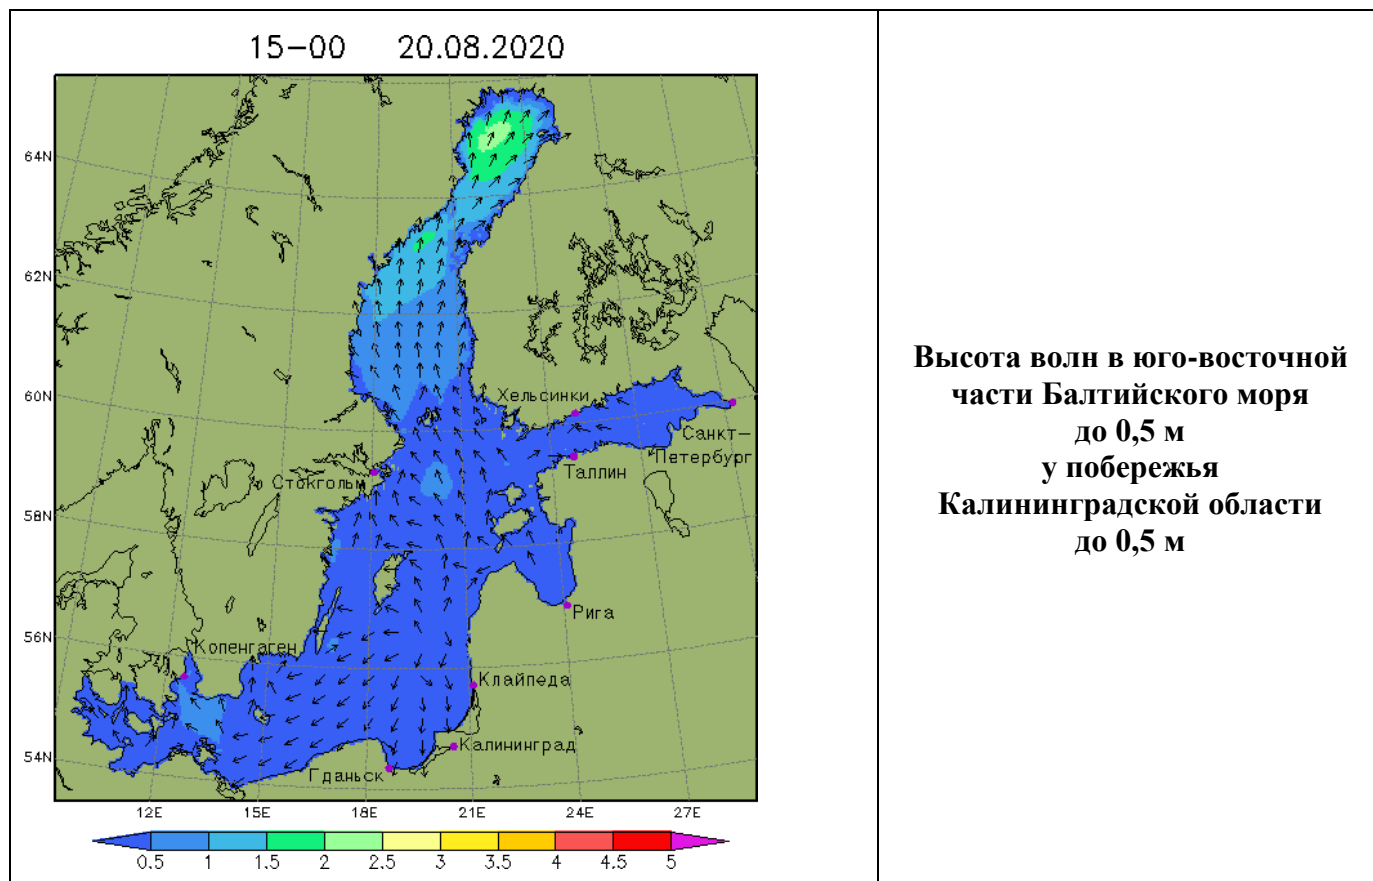 15-00 20.08.2020
64N
62N
60N
58N
56N
54N
Хельсинки
Санкт-
Петербург
Таллин
Стокгольм
Рига
Копенгаген
Клайпеда
Калининград
Гданьск
12E 15E 18E 21E 24E 27E
0.5 1 1.5 2 2.5 3 3.5 4 4.5 5
Высота волн в юго-восточной
части Балтийского моря
до 0,5 м
у побережья
Калининградской области
до 0,5 м